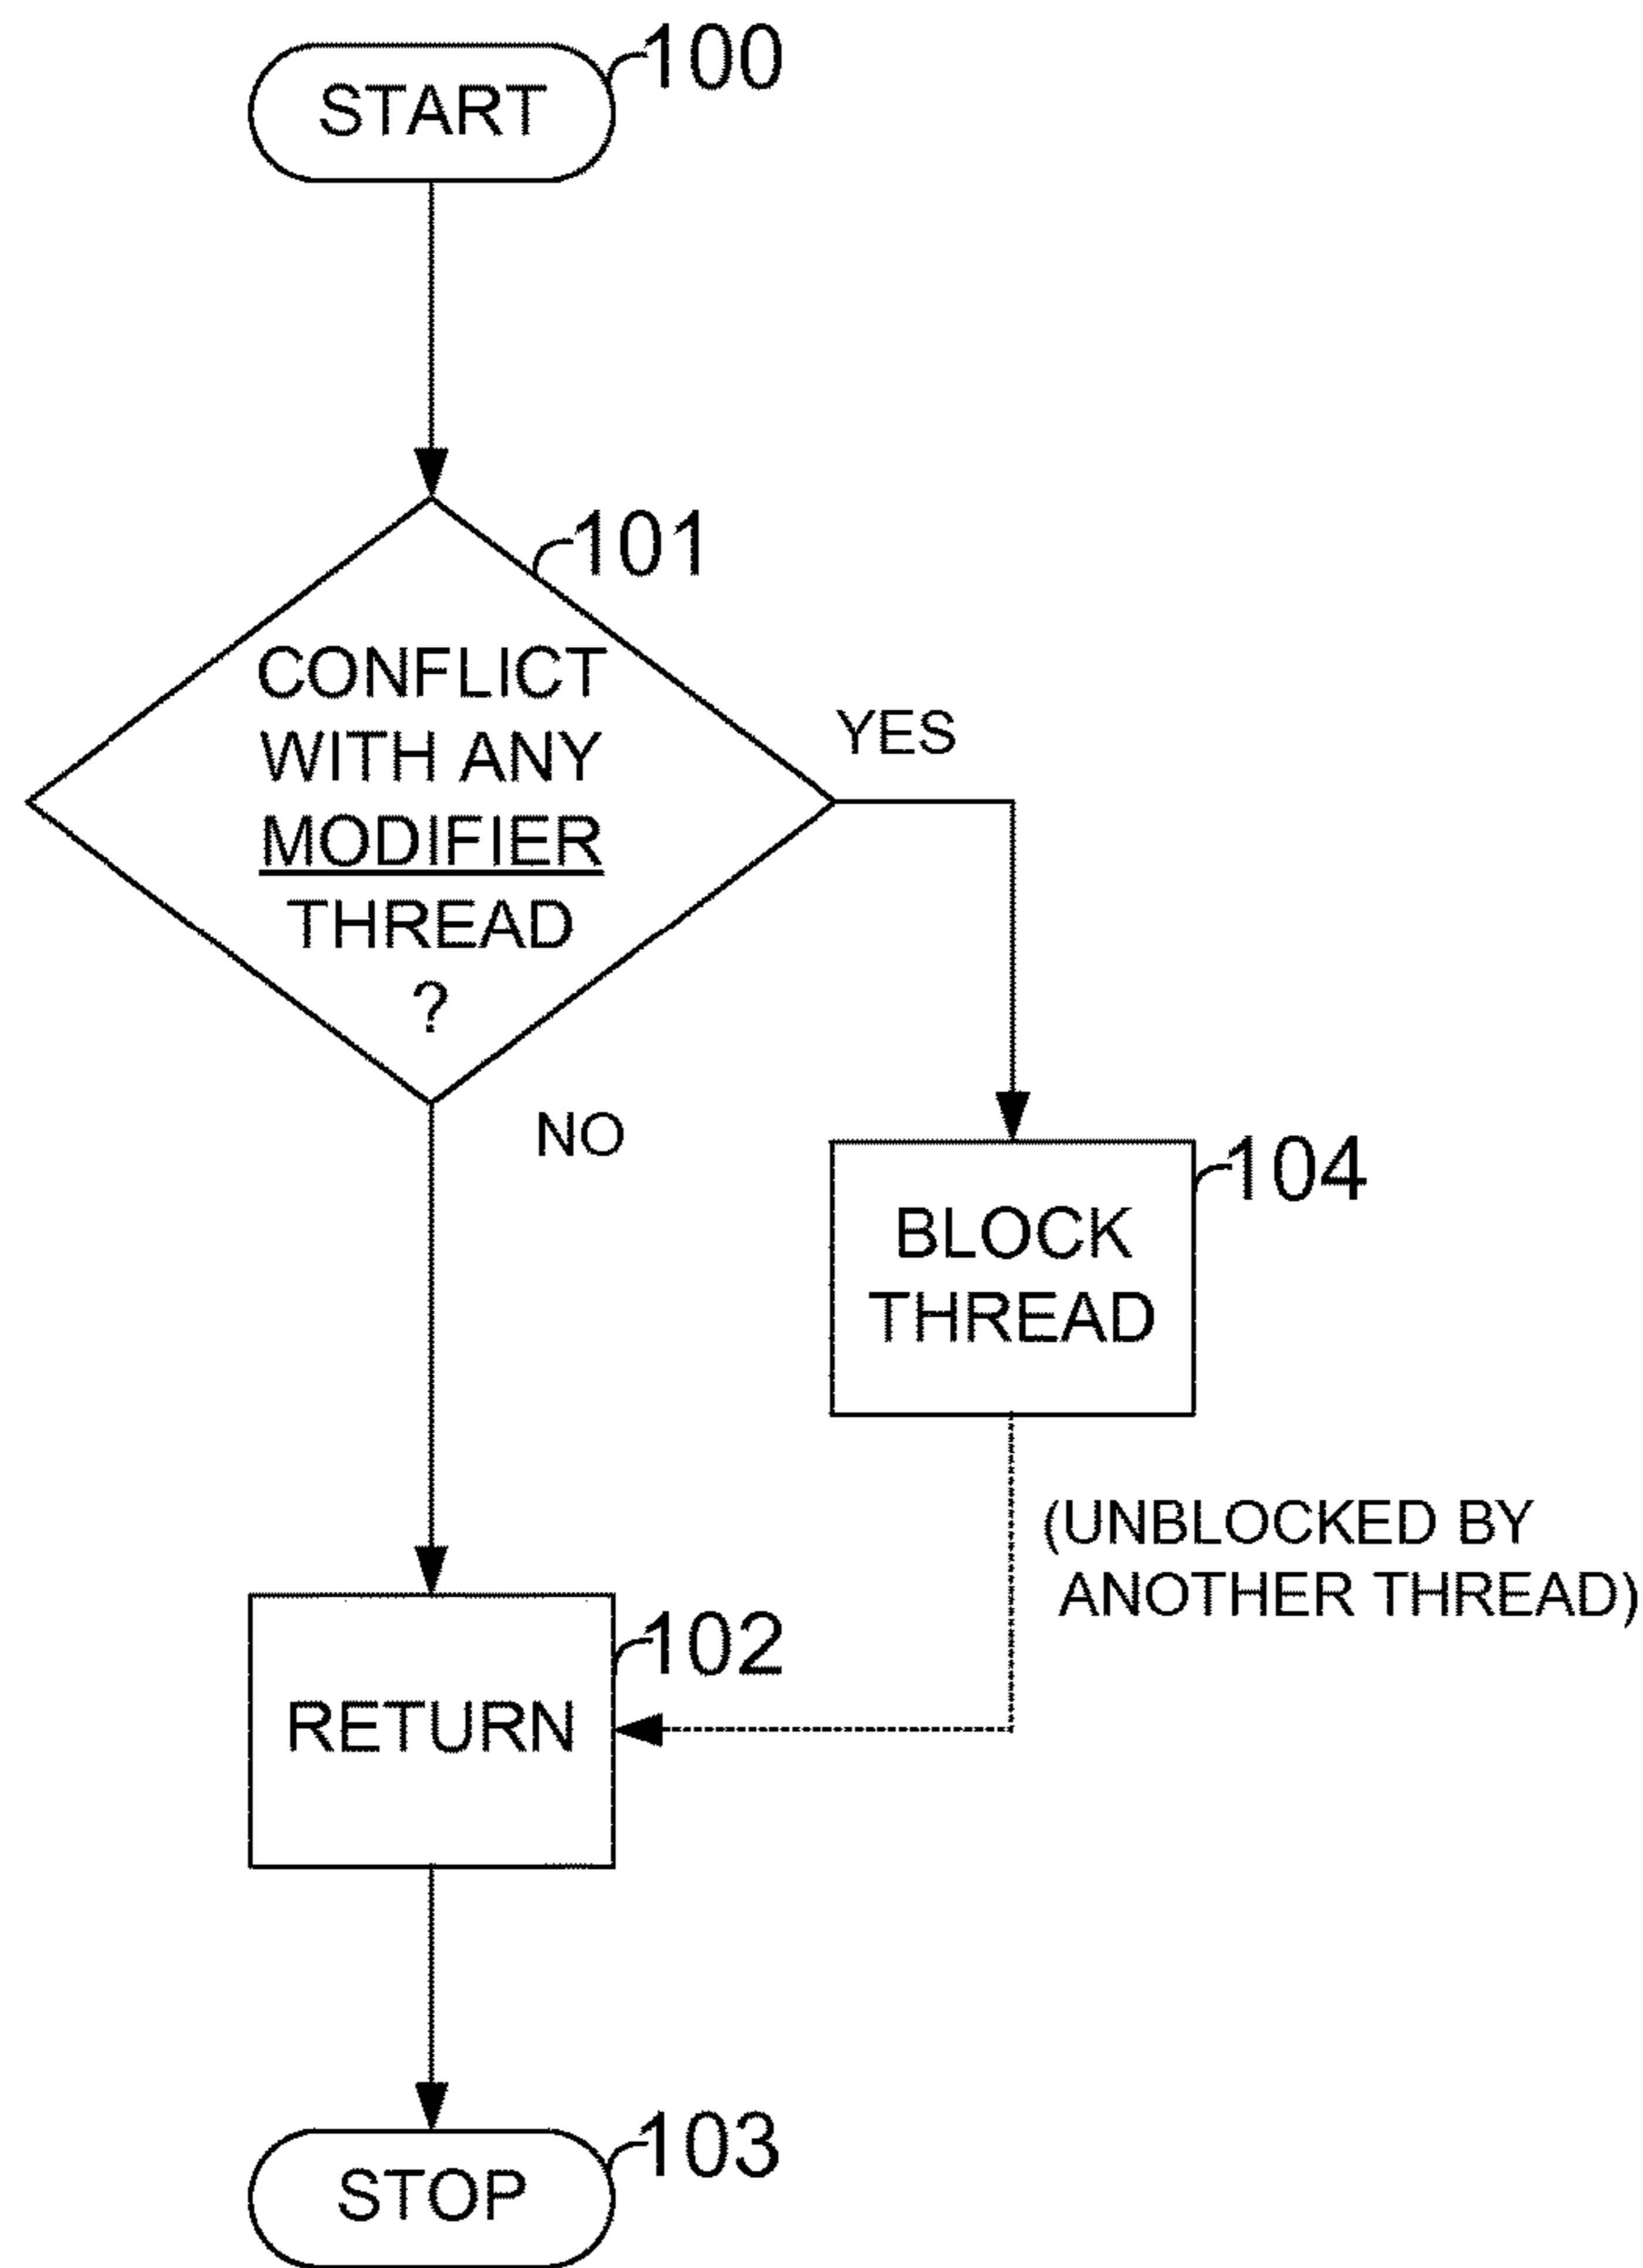 START
100
101
CONFLICT
WITH ANY
MODIFIER
THREAD
?
YES
NO
104
BLOCK
THREAD
(UNBLOCKED BY
ANOTHER THREAD)
102
RETURN
103
STOP